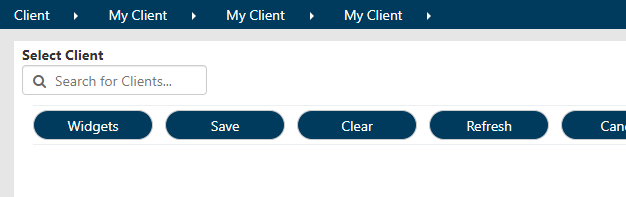 Client My Client My Client My Client
Select Client
Search for Clients...
Widgets Save Clear Refresh